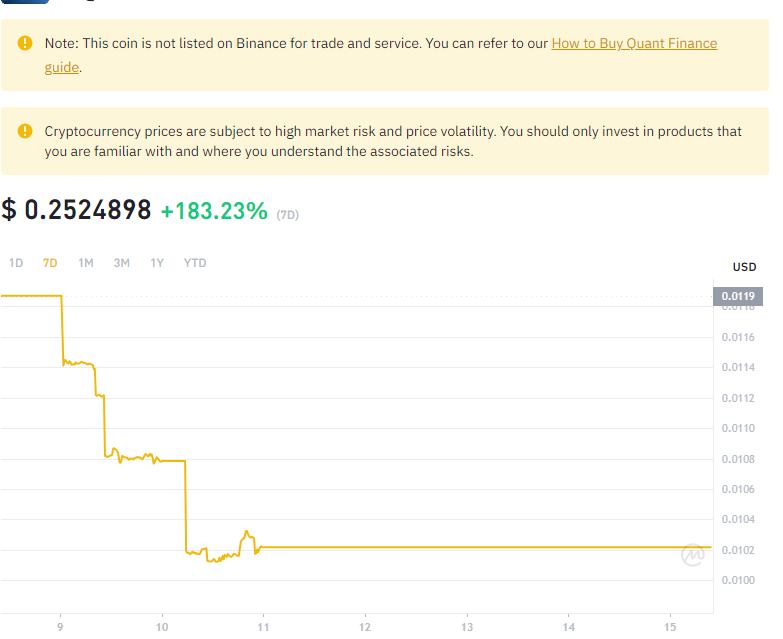 Note: This coin is not listed on Binance for trade and service. You can refer to our How to Buy Quant Finance
guide.
Cryptocurrency prices are subject to high market risk and price volatility. You should only invest in products that
you are familiar with and where you understand the associated risks.
$ 0.2524898 +183.23% (7D)
1D 7D 1M 3M 1Y YTD
USD
0.0119
0.0118
0.0116
0.0114
0.0112
0.0110
0.0108
0.0106
0.0104
0.0102
0.0100
9 10 11 12 13 14 15